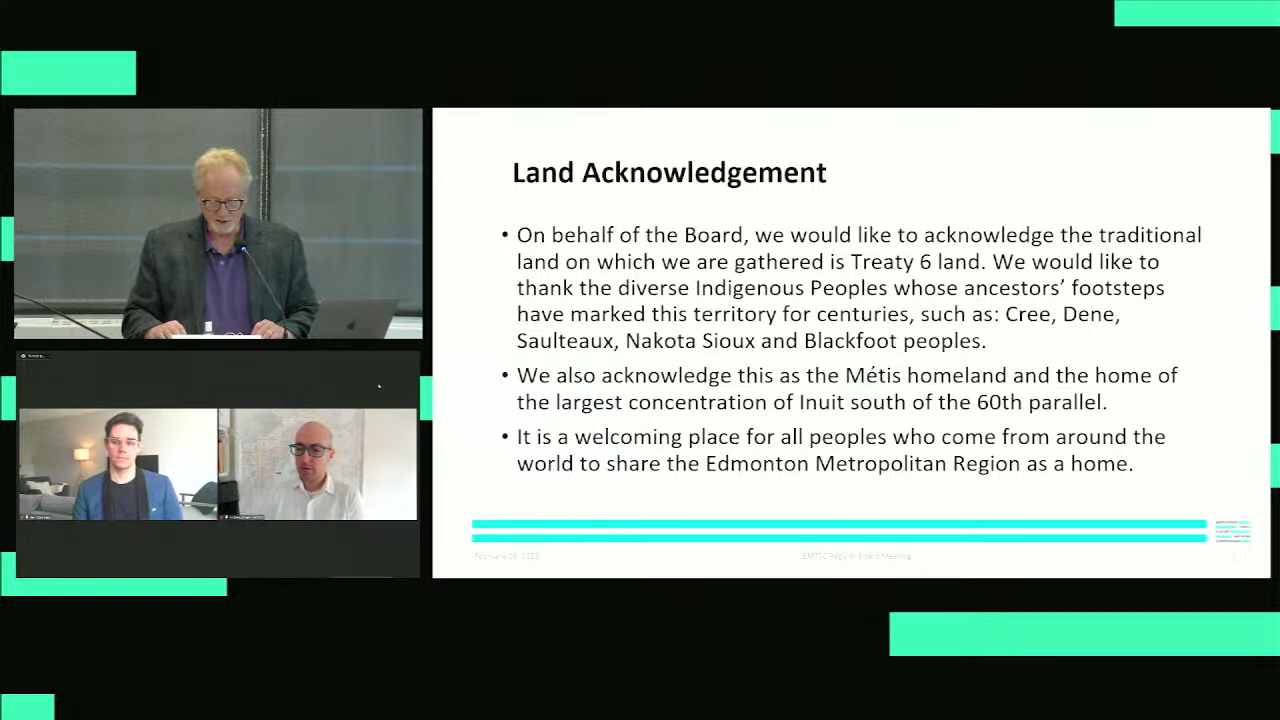 Land Acknowledgement
• On behalf of the Board, we would like to acknowledge the traditional
land on which we are gathered is Treaty 6 land. We would like to
thank the diverse Indigenous Peoples whose ancestors’ footsteps
have marked this territory for centuries, such as: Cree, Dene,
Saulteaux, Nakota Sioux and Blackfoot peoples.
• We also acknowledge this as the Métis homeland and the home of
the largest concentration of Inuit south of the 60th parallel.
• It is a welcoming place for all peoples who come from around the
world to share the Edmonton Metropolitan Region as a home.
EMTSC Regular Board Meeting